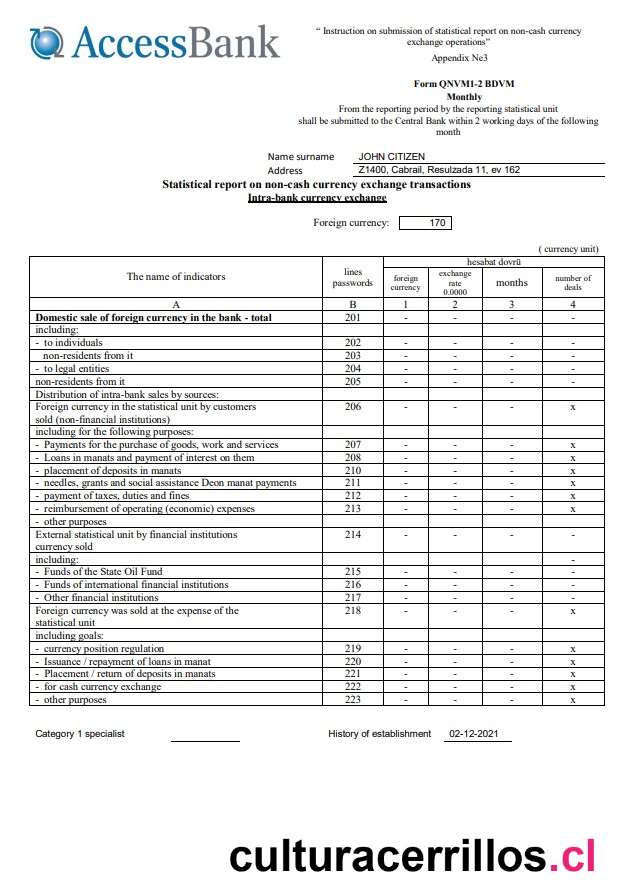 AccessBank
“ Instruction on submission of statistical report on non-cash currency
exchange operations”
Appendix №3
Form QNVM1-2 BDVM
Monthly
From the reporting period by the reporting statistical unit
shall be submitted to the Central Bank within 2 working days of the following
month
Name surname JOHN CITIZEN
Address Z1400, Cabrail, Resulzada 11, ev 162
Statistical report on non-cash currency exchange transactions
Intra-bank currency exchange
Foreign currency: 170
( currency unit)
The name of indicators lines passwords hesabat dovrü
foreign currency exchange rate 0.0000 months number of deals
A B 1 2 3 4
Domestic sale of foreign currency in the bank - total 201 - - - -
including:
- to individuals 202 - - - -
non-residents from it 203 - - - -
- to legal entities 204 - - - -
non-residents from it 205 - - - -
Distribution of intra-bank sales by sources:
Foreign currency in the statistical unit by customers 206 - - - x
sold (non-financial institutions)
including for the following purposes:
- Payments for the purchase of goods, work and services 207 - - - x
- Loans in manats and payment of interest on them 208 - - - x
- placement of deposits in manats 210 - - - x
- needles, grants and social assistance Deon manat payments 211 - - - x
- payment of taxes, duties and fines 212 - - - x
- reimbursement of operating (economic) expenses 213 - - - x
- other purposes
External statistical unit by financial institutions 214 - - - -
currency sold
including: -
- Funds of the State Oil Fund 215 - - - -
- Funds of international financial institutions 216 - - - -
- Other financial institutions 217 - - - -
Foreign currency was sold at the expense of the 218 - - - x
statistical unit
including goals:
- currency position regulation 219 - - - x
- Issuance / repayment of loans in manat 220 - - - x
- Placement / return of deposits in manats 221 - - - x
- for cash currency exchange 222 - - - x
- other purposes 223 - - - x
Category 1 specialist History of establishment 02-12-2021
culturacerrillos.cl